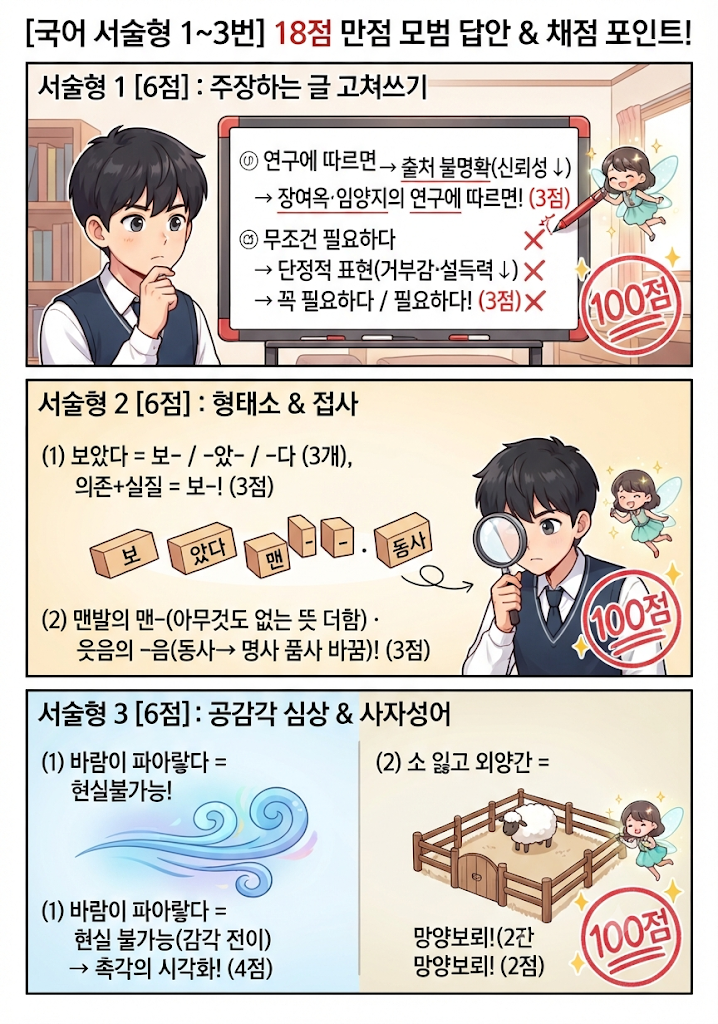 [국어 서술형 1~3번] 18점 만점 모범 답안 & 채점 포인트!
서술형 1 [6점] : 주장하는 글 고쳐쓰기
연구에 따르면 → 출처 불명확(신뢰성 ↓)
→ 장여옥·임양지의 연구에 따르면! (3점)
무조건 필요하다
→ 단정적 표현(거부감·설득력 ↓)
→ 꼭 필요하다 / 필요하다! (3점)
100점
서술형 2 [6점] : 형태소 & 접사
(1) 보았다 = 보- / -았- / -다 (3개),
의존+실질 = 보-! (3점)
보 았다 맨 - - . 동사
(2) 맨발의 맨-(아무것도 없는 뜻 더함) ·
웃음의 -음(동사→ 명사 품사 바꿈)! (3점)
100점
서술형 3 [6점] : 공감각 심상 & 사자성어
(1) 바람이 파아랗다 =
현실불가능!
(1) 바람이 파아랗다 =
현실 불가능(감각 전이)
→ 촉각의 시각화! (4점)
(2) 소 잃고 외양간 =
망양보뢰!(2
망양보뢰! (2점)
100점